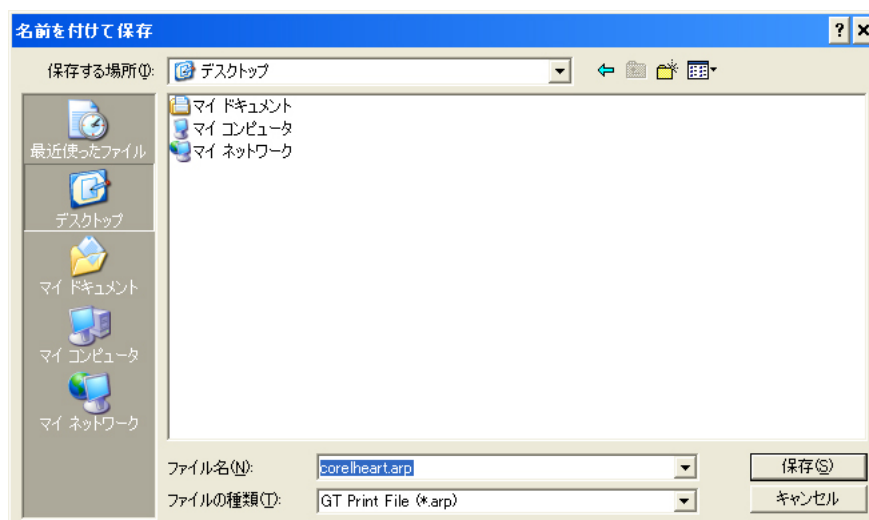 名前を付けて保存
保存する場所(I):
デスクトップ
マイ ドキュメント
マイ コンピュータ
マイ ネットワーク
最近使ったファイル
デスクトップ
マイ ドキュメント
マイ コンピュータ
マイ ネットワーク
ファイル名(N):
corelheart.arp
保存(S)
ファイルの種類(T):
GT Print File (*.arp)
キャンセル